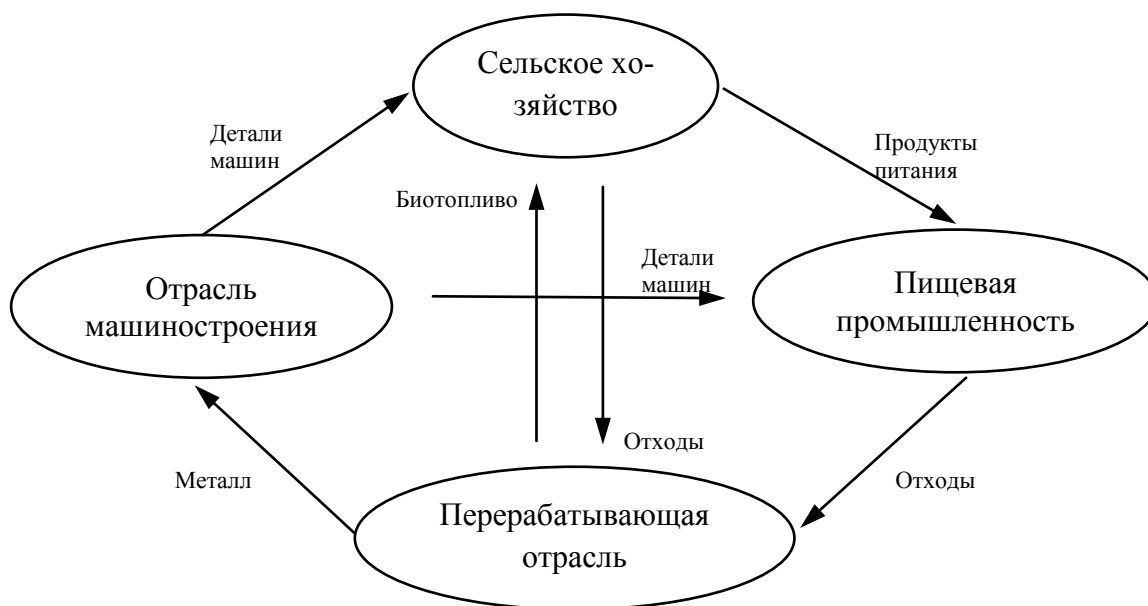 Сельское хо-
зяйство
Детали
машин
Продукты
питания
Биотопливо
Отрасль
машиностроения
Детали
машин
Пищевая
промышленность
Отходы
Металл
Отходы
Перерабатывающая
отрасль